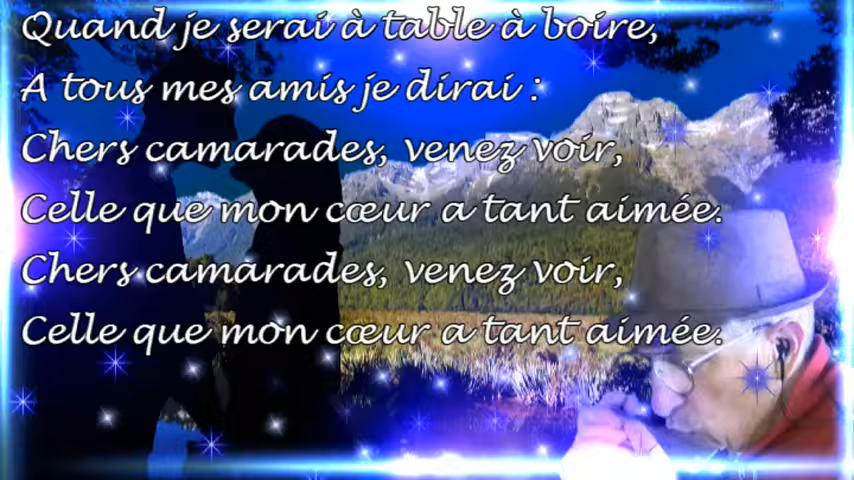 Quand je serai à table à boire,
A tous mes amis je dirai :
Chers camarades, venez voir,
Celle que mon cœur a tant aimée.
Chers camarades, venez voir,
Celle que mon cœur a tant aimée.